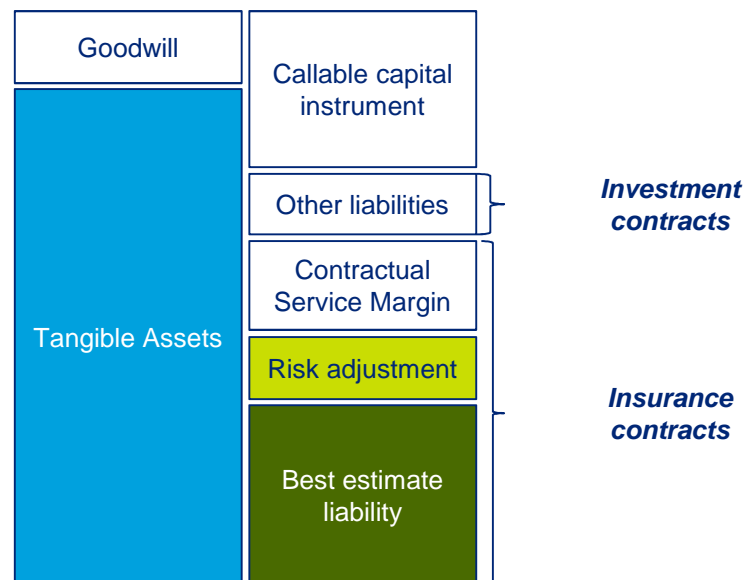 Goodwill
Callable capital
instrument
Other liabilities
Investment
contracts
Contractual
Service Margin
Tangible Assets
Risk adjustment
Insurance
contracts
Best estimate
liability